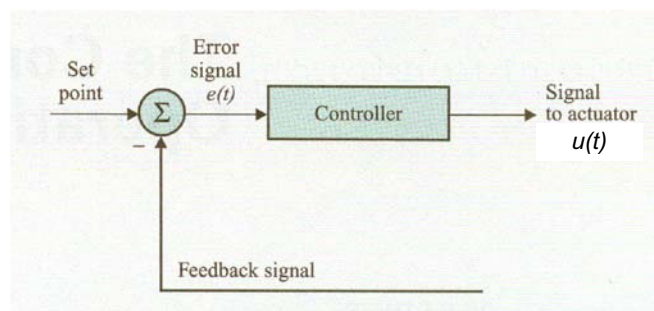 Set
point
Error
signal
e(t)
Σ
−
Controller
Signal
to actuator
u(t)
Feedback signal